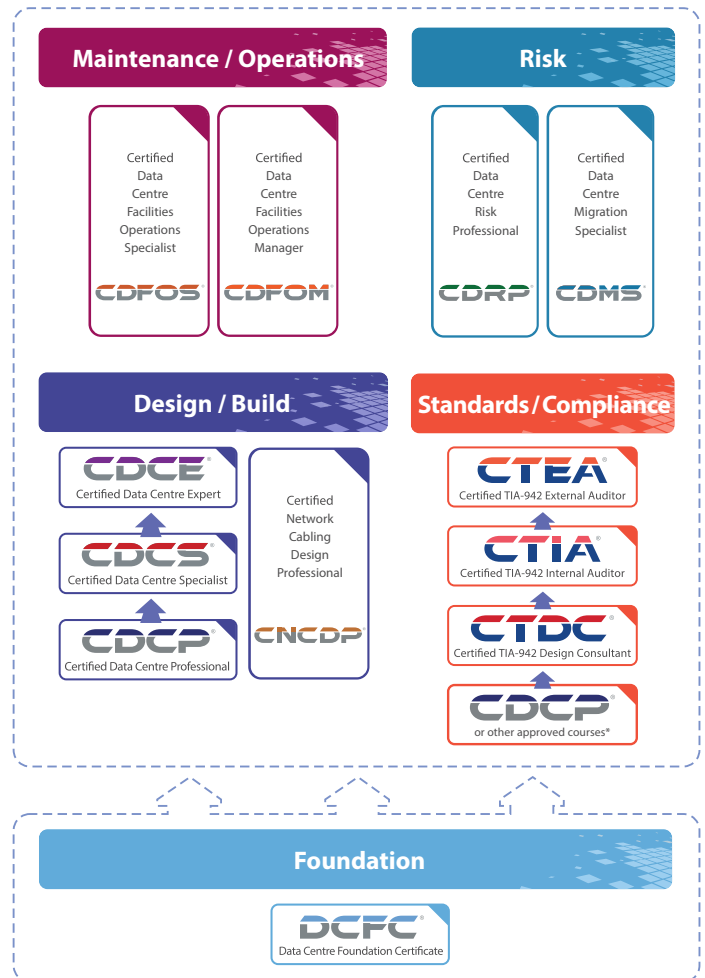 Maintenance / Operations
Certified
Data
Centre
Facilities
Operations
Specialist
CDFOS®
Certified
Data
Centre
Facilities
Operations
Manager
CDFOM®
Risk
Certified
Data
Centre
Risk
Professional
CDRP®
Certified
Data
Centre
Migration
Specialist
CDMS®
Design / Build
CDCE®
Certified Data Centre Expert
CDCS®
Certified Data Centre Specialist
CDCP®
Certified Data Centre Professional
Certified
Network
Cabling
Design
Professional
CNCDP®
Standards/Compliance
CTEA®
Certified TIA-942 External Auditor
CTIA®
Certified TIA-942 Internal Auditor
CTDC®
Certified TIA-942 Design Consultant
CDCP®
or other approved courses*
Foundation
DCFC®
Data Centre Foundation Certificate